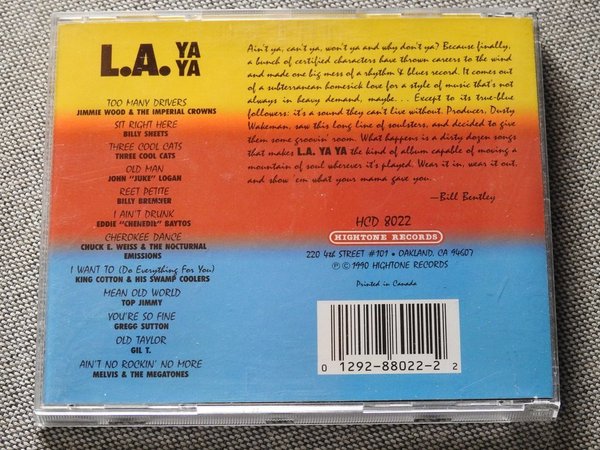 L.A. YA YA
TOO MANY DRIVERS
JIMMIE WOOD & THE IMPERIAL CROWNS
SIT RIGHT HERE
BILLY SHEETS
THREE COOL CATS
THREE COOL CATS
OLD MAN
JOHN "JUKE" LOGAN
REET PETITE
BILLY BREMNER
I AIN'T DRUNK
EDDIE "CHENEDIE" BAYTOS
CHEROKEE DANCE
CHUCK E. WEISS & THE NOCTURNAL
EMISSIONS
I WANT TO (Do Everything For You)
KING COTTON & HIS SWAMP COOLERS
MEAN OLD WORLD
TOP JIMMY
YOU'RE SO FINE
GREGG SUTTON
OLD TAYLOR
GIL T.
AIN'T NO ROCKIN' NO MORE
MELVIS & THE MEGATONES
Ain't ya, can't ya, won't ya and why don't ya? Because finally,
a bunch of certified characters have thrown careers to the wind
and made one big mess of a rhythm & blues record. It comes out
of a subterranean homesick love for a style of music that's not
always in heavy demand, maybe. . . Except to its true-blue
followers: it's a sound they can't live without. Producer, Dusty
Wakeman, saw this long line of soulsters, and decided to give
them some groovin' room. What happens is a dirty dozen songs
that makes L.A. YA YA the kind of album capable of moving a
mountain of soul wherever it's played. Wear it in, wear it out,
and show 'em what your mama gave you.
—Bill Bentley
HCD 8022
HIGHTONE RECORDS
220 4th STREET #101 • OAKLAND, CA 94607
℗ © 1990 HIGHTONE RECORDS
Printed in Canada
0 1292-88022-2 2